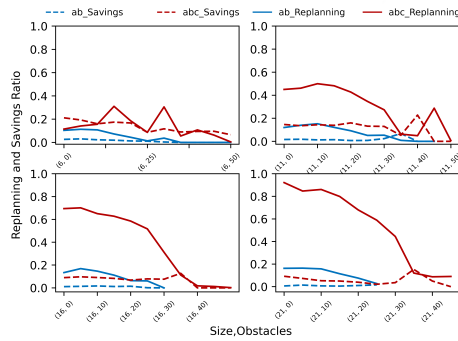 ab_Savings abc_Savings ab_Replanning abc_Replanning
Replanning and Savings Ratio
1.0 1.0
0.8 0.8
0.6 0.6
0.4 0.4
0.2 0.2
0.0 0.0
(6, 0) (6, 25) (6, 50) (11, 0) (11, 10) (11, 20) (11, 30) (11, 40) (11, 50)
1.0 1.0
0.8 0.8
0.6 0.6
0.4 0.4
0.2 0.2
0.0 0.0
(16, 0) (16, 10) (16, 20) (16, 30) (16, 40) (21, 0) (21, 10) (21, 20) (21, 30) (21, 40)
Size,Obstacles